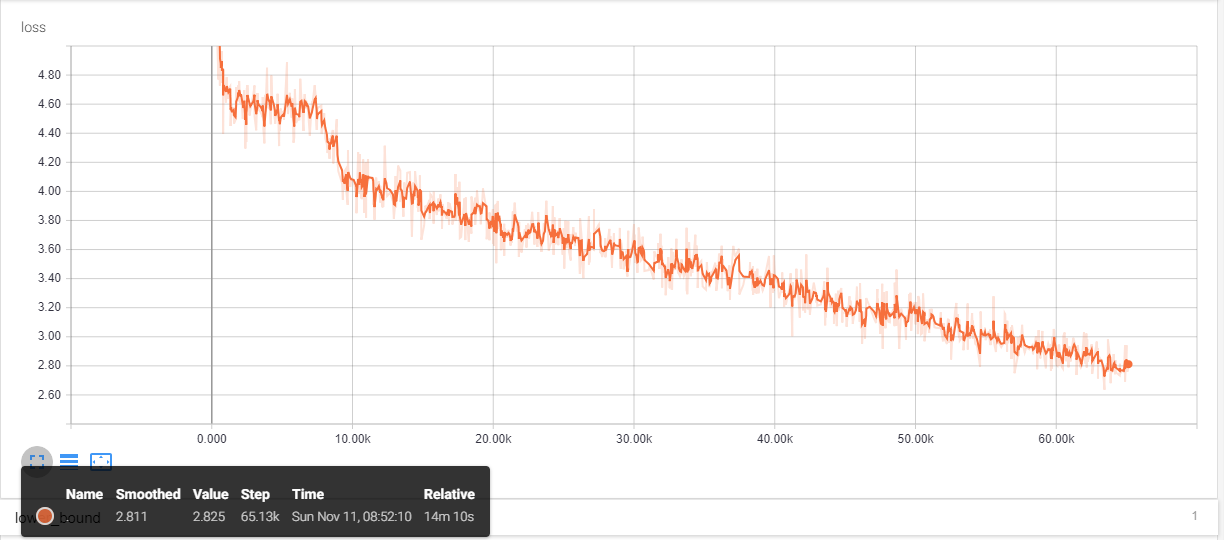 loss
4.80
4.60
4.40
4.20
4.00
3.80
3.60
3.40
3.20
3.00
2.80
2.60
0.000 10.00k 20.00k 30.00k 40.00k 50.00k 60.00k
Name Smoothed Value Step Time Relative
. 2.811 2.825 65.13k Sun Nov 11, 08:52:10 14m 10s
lower_bound 1